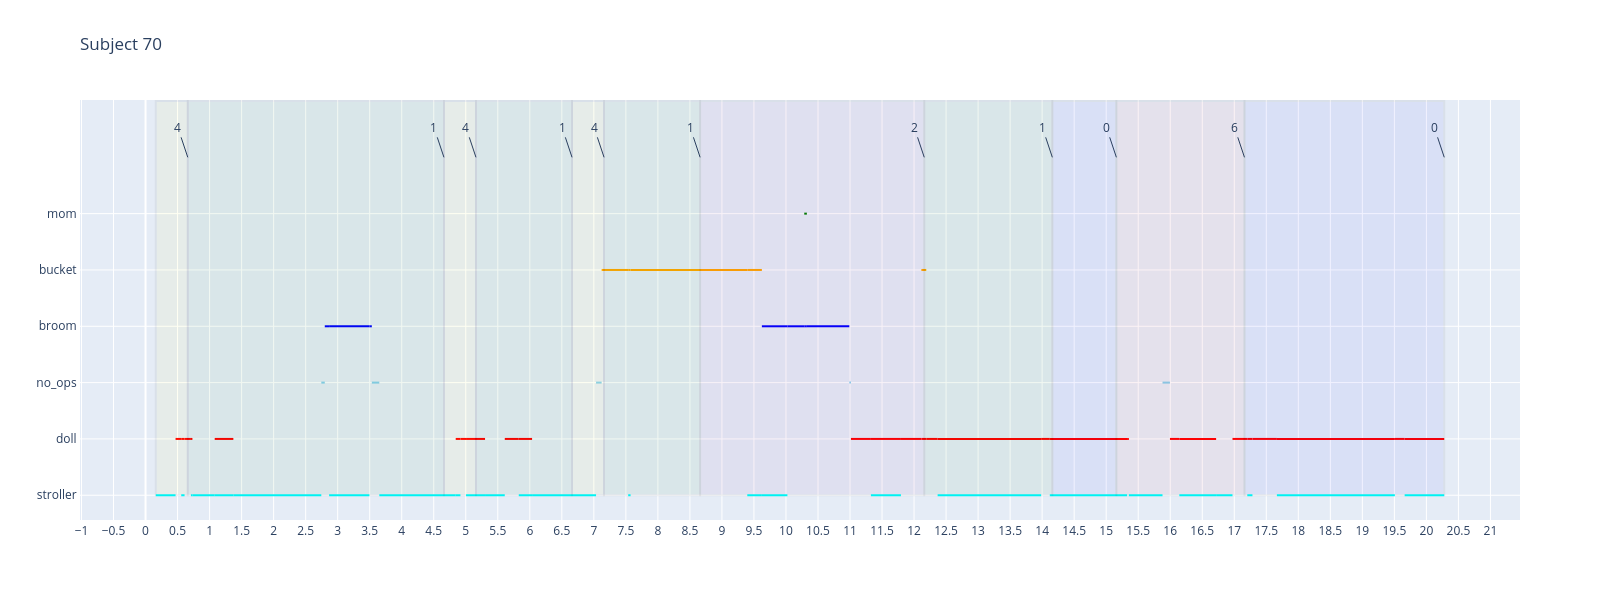 Subject 70
4 1 4 1 4 1 2 1 0 6 0
mom
bucket
broom
no_ops
doll
stroller
−1 −0.5 0 0.5 1 1.5 2 2.5 3 3.5 4 4.5 5 5.5 6 6.5 7 7.5 8 8.5 9 9.5 10 10.5 11 11.5 12 12.5 13 13.5 14 14.5 15 15.5 16 16.5 17 17.5 18 18.5 19 19.5 20 20.5 21